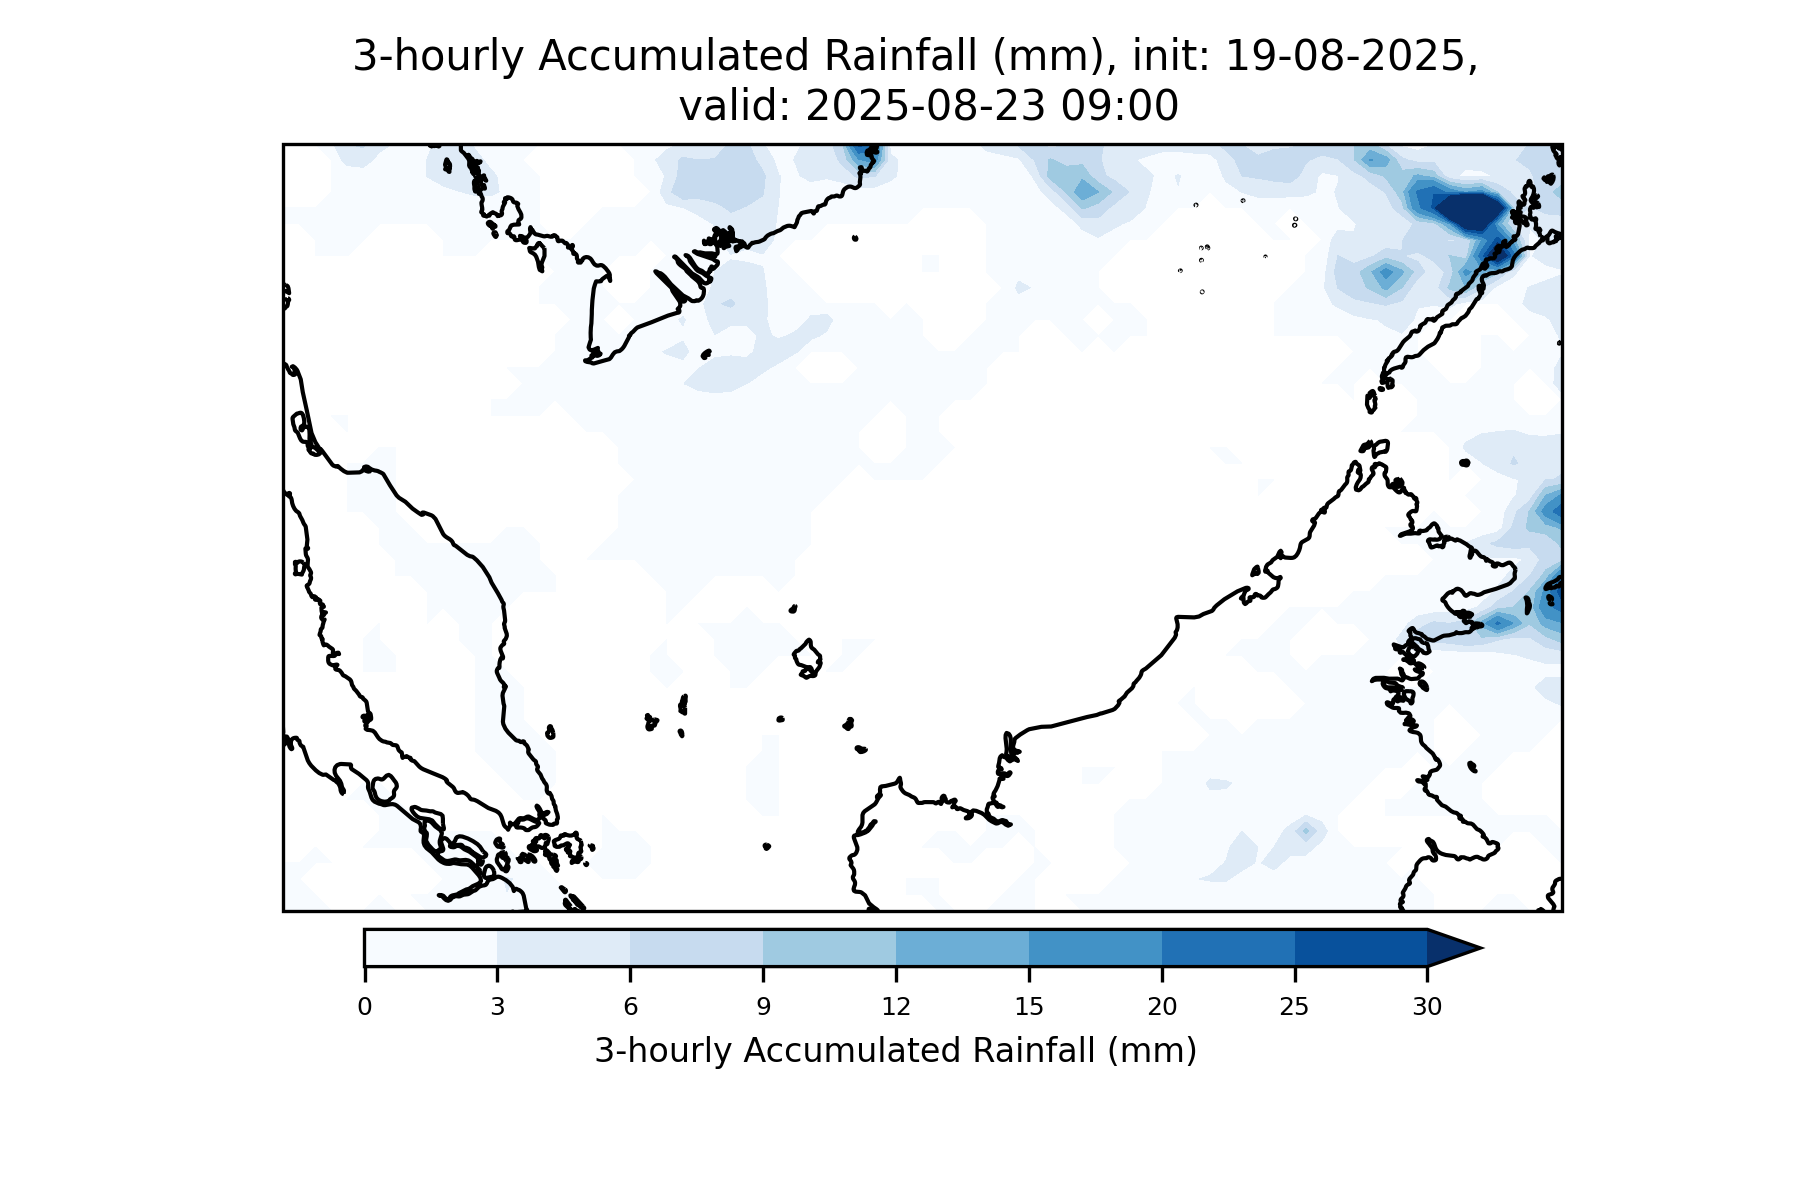 3-hourly Accumulated Rainfall (mm), init: 19-08-2025,
valid: 2025-08-23 09:00
0 3 6 9 12 15 20 25 30
3-hourly Accumulated Rainfall (mm)